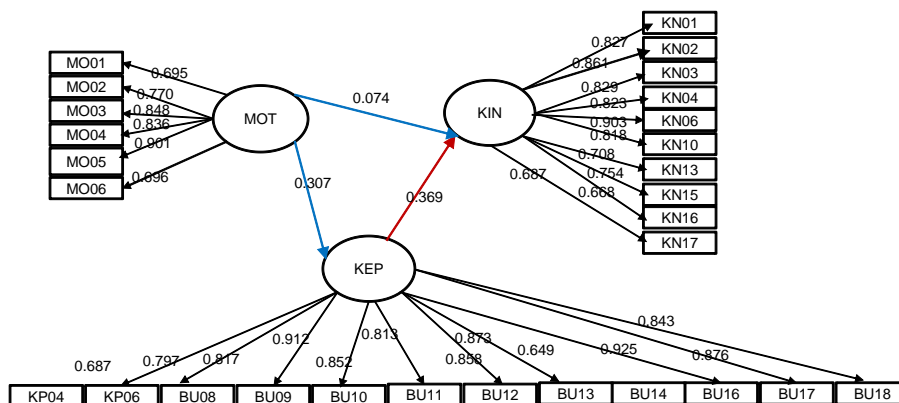 KN01
KN02
KN03
KN04
KN06
KN10
KN13
KN15
KN16
KN17
MO01
MO02
MO03
MO04
MO05
MO06
MOT
KIN
KEP
0.695
0.770
0.848
0.836
0.901
0.696
0.074
0.307
0.369
0.827
0.861
0.829
0.823
0.903
0.818
0.708
0.754
0.668
0.687
0.687
0.797
0.817
0.912
0.852
0.813
0.858
0.873
0.649
0.925
0.876
0.843
KP04 KP06 BU08 BU09 BU10 BU11 BU12 BU13 BU14 BU16 BU17 BU18